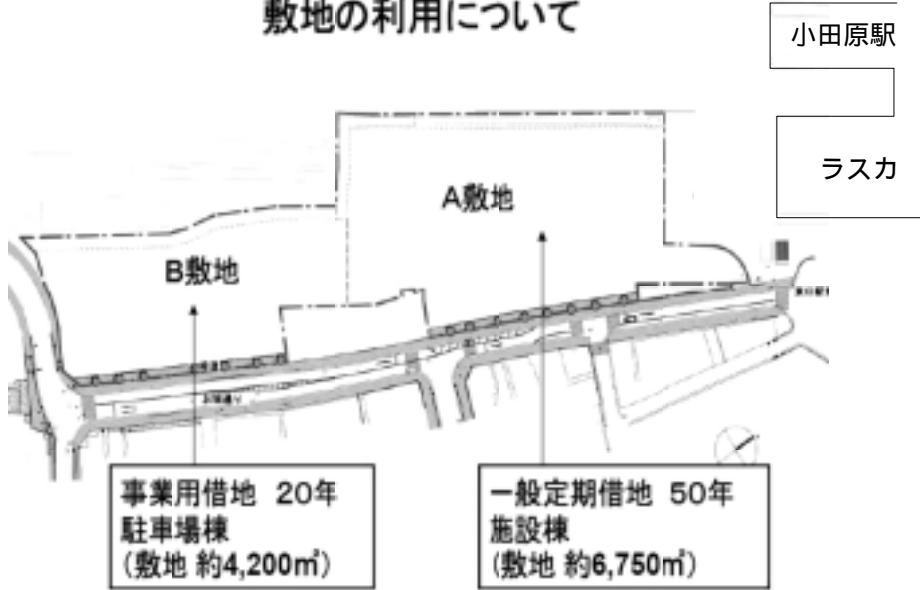 敷地の利用について
小田原駅
ラスカ
A敷地
B敷地
事業用借地 20年
駐車場棟
(敷地 約4,200㎡)
一般定期借地 50年
施設棟
(敷地 約6,750㎡)